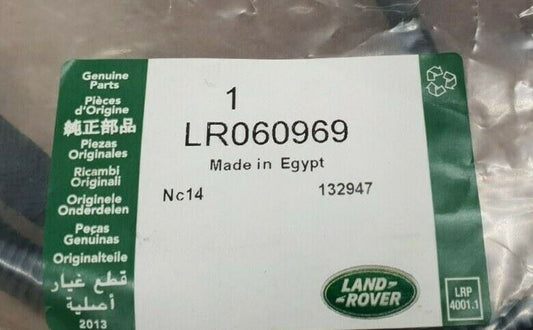 Genuine
Parts
Pièces
d'Origine
純正部品
Piezas
Originales
Ricambi
Originali
Originele
Onderdelen
Peças
Genuinas
Originalteile
قطع غيار
أصلية
2013
1
LR060969
Made in Egypt
Nc14 132947
LAND
ROVER
LRP
4001.1